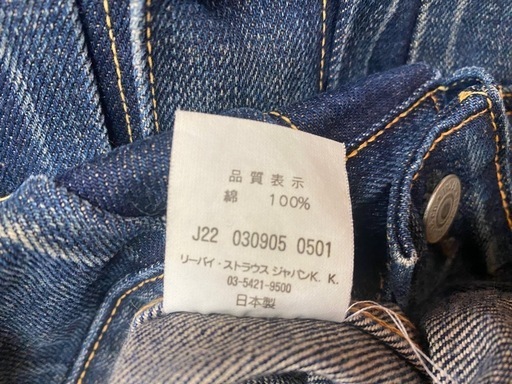 品質表示
綿 100%
J22 030905 0501
リーバイ・ストラウス ジャパンK. K.
03-5421-9500
日本製